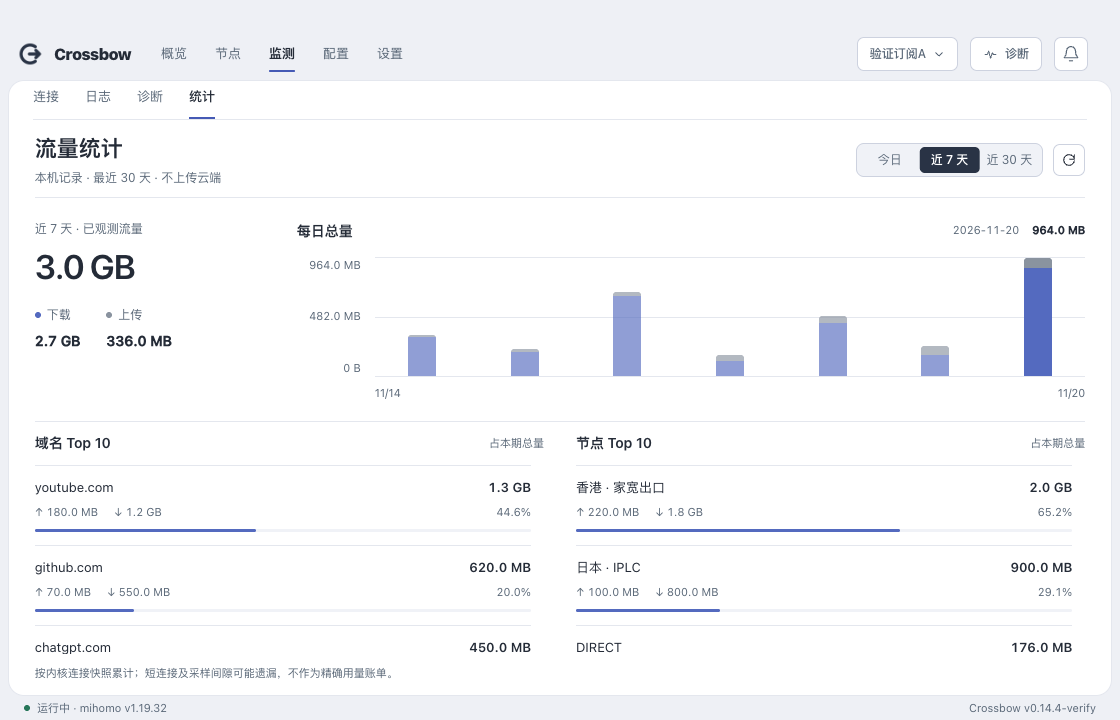 Crossbow 概览 节点 监测 配置 设置 验证订阅A 诊断
连接 日志 诊断 统计
流量统计
本机记录 · 最近 30 天 · 不上传云端
今日 近 7 天 近 30 天
近 7 天 · 已观测流量
3.0 GB
下载 上传
2.7 GB 336.0 MB
每日总量
2026-11-20 964.0 MB
964.0 MB
482.0 MB
0 B
11/14 11/20
域名 Top 10 占本期总量
youtube.com 1.3 GB
↑ 180.0 MB ↓ 1.2 GB 44.6%
github.com 620.0 MB
↑ 70.0 MB ↓ 550.0 MB 20.0%
chatgpt.com 450.0 MB
节点 Top 10 占本期总量
香港 · 家宽出口 2.0 GB
↑ 220.0 MB ↓ 1.8 GB 65.2%
日本 · IPLC 900.0 MB
↑ 100.0 MB ↓ 800.0 MB 29.1%
DIRECT 176.0 MB
按内核连接快照累计；短连接及采样间隙可能遗漏，不作为精确用量账单。
运行中 · mihomo v1.19.32
Crossbow v0.14.4-verify